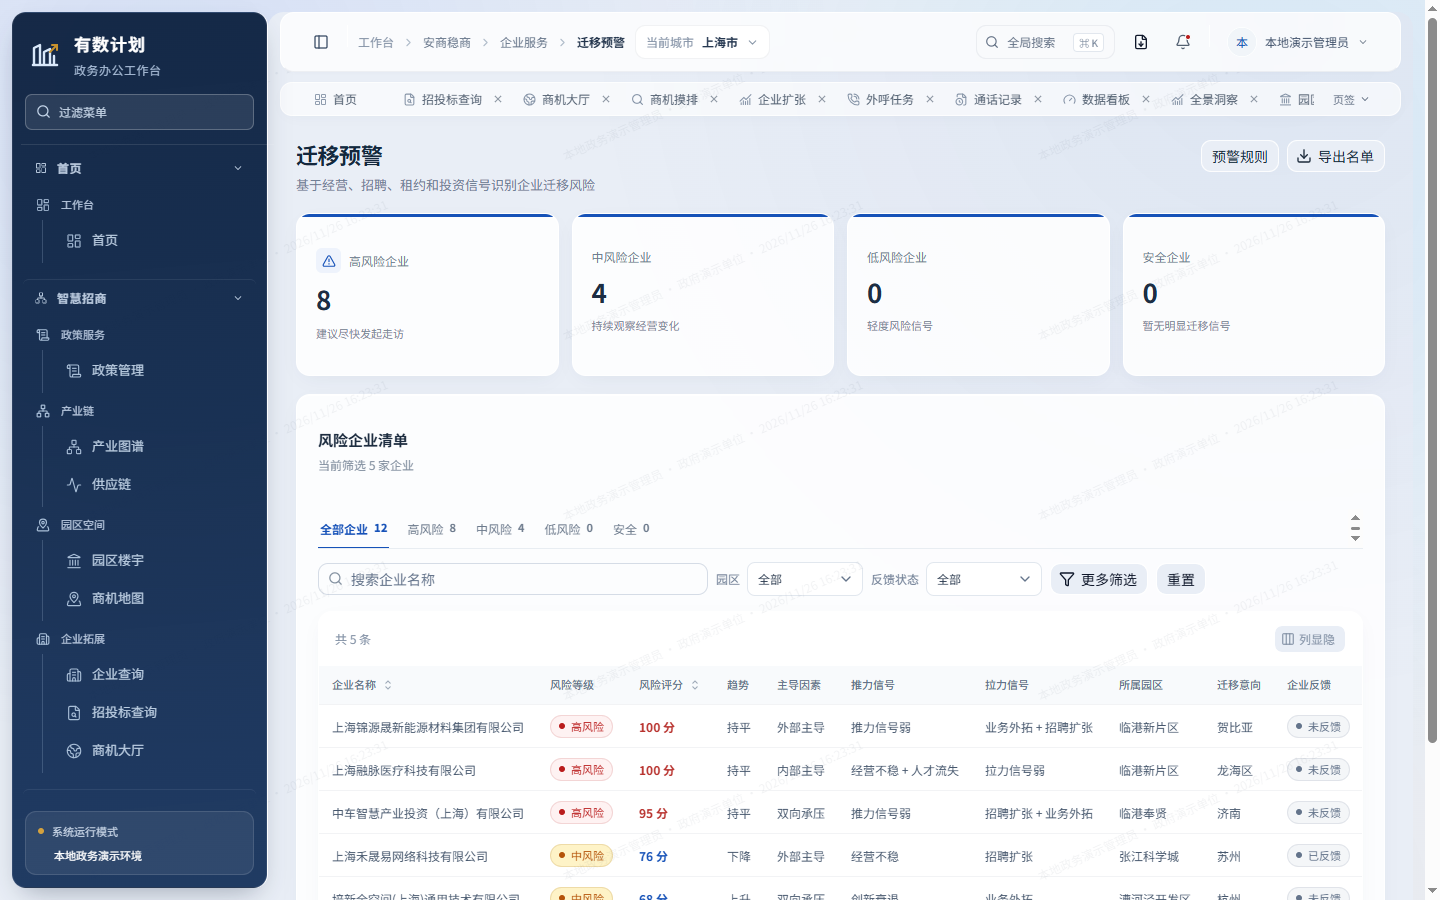 有数计划
政务办公工作台
过滤菜单
首页
工作台
首页
智慧招商
政策服务
政策管理
产业链
产业图谱
供应链
园区空间
园区楼宇
商机地图
企业拓展
企业查询
招投标查询
商机大厅
系统运行模式
本地政务演示环境
工作台 安商稳商 企业服务 迁移预警 当前城市 上海市
全局搜索 ⌘K 本 本地演示管理员
首页 招投标查询 商机大厅 商机摸排 企业扩张 外呼任务 通话记录 数据看板 全景洞察 页签
迁移预警
基于经营、招聘、租约和投资信号识别企业迁移风险
预警规则 导出名单
高风险企业
8
建议尽快发起走访
中风险企业
4
持续观察经营变化
低风险企业
0
轻度风险信号
安全企业
0
暂无明显迁移信号
风险企业清单
当前筛选 5 家企业
全部企业 12 高风险 8 中风险 4 低风险 0 安全 0
搜索企业名称 园区 全部 反馈状态 全部 更多筛选 重置
共 5 条 列显隐
企业名称 风险等级 风险评分 趋势 主导因素 推力信号 拉力信号 所属园区 迁移意向 企业反馈
上海锦源晟新能源材料集团有限公司 高风险 100 分 持平 外部主导 推力信号弱 业务外拓 + 招聘扩张 临港新片区 贺比亚 未反馈
上海融脉医疗科技有限公司 高风险 100 分 持平 内部主导 经营不稳 + 人才流失 拉力信号弱 临港新片区 龙海区 未反馈
中车智慧产业投资（上海）有限公司 高风险 95 分 持平 双向承压 推力信号弱 招聘扩张 + 业务外拓 临港奉贤 济南 未反馈
上海禾晟易网络科技有限公司 中风险 76 分 下降 外部主导 经营不稳 招聘扩张 张江科学城 苏州 已反馈
本地政务演示管理员 · 政府演示单位 · 2026/11/26 16:23:31